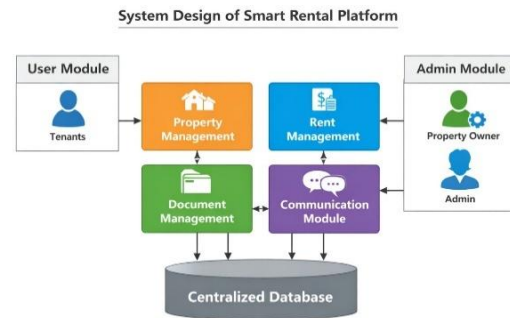 System Design of Smart Rental Platform
User Module
Tenants
Property
Management
Rent
Management
Admin Module
Property Owner
Admin
Document
Management
Communication
Module
Centralized Database